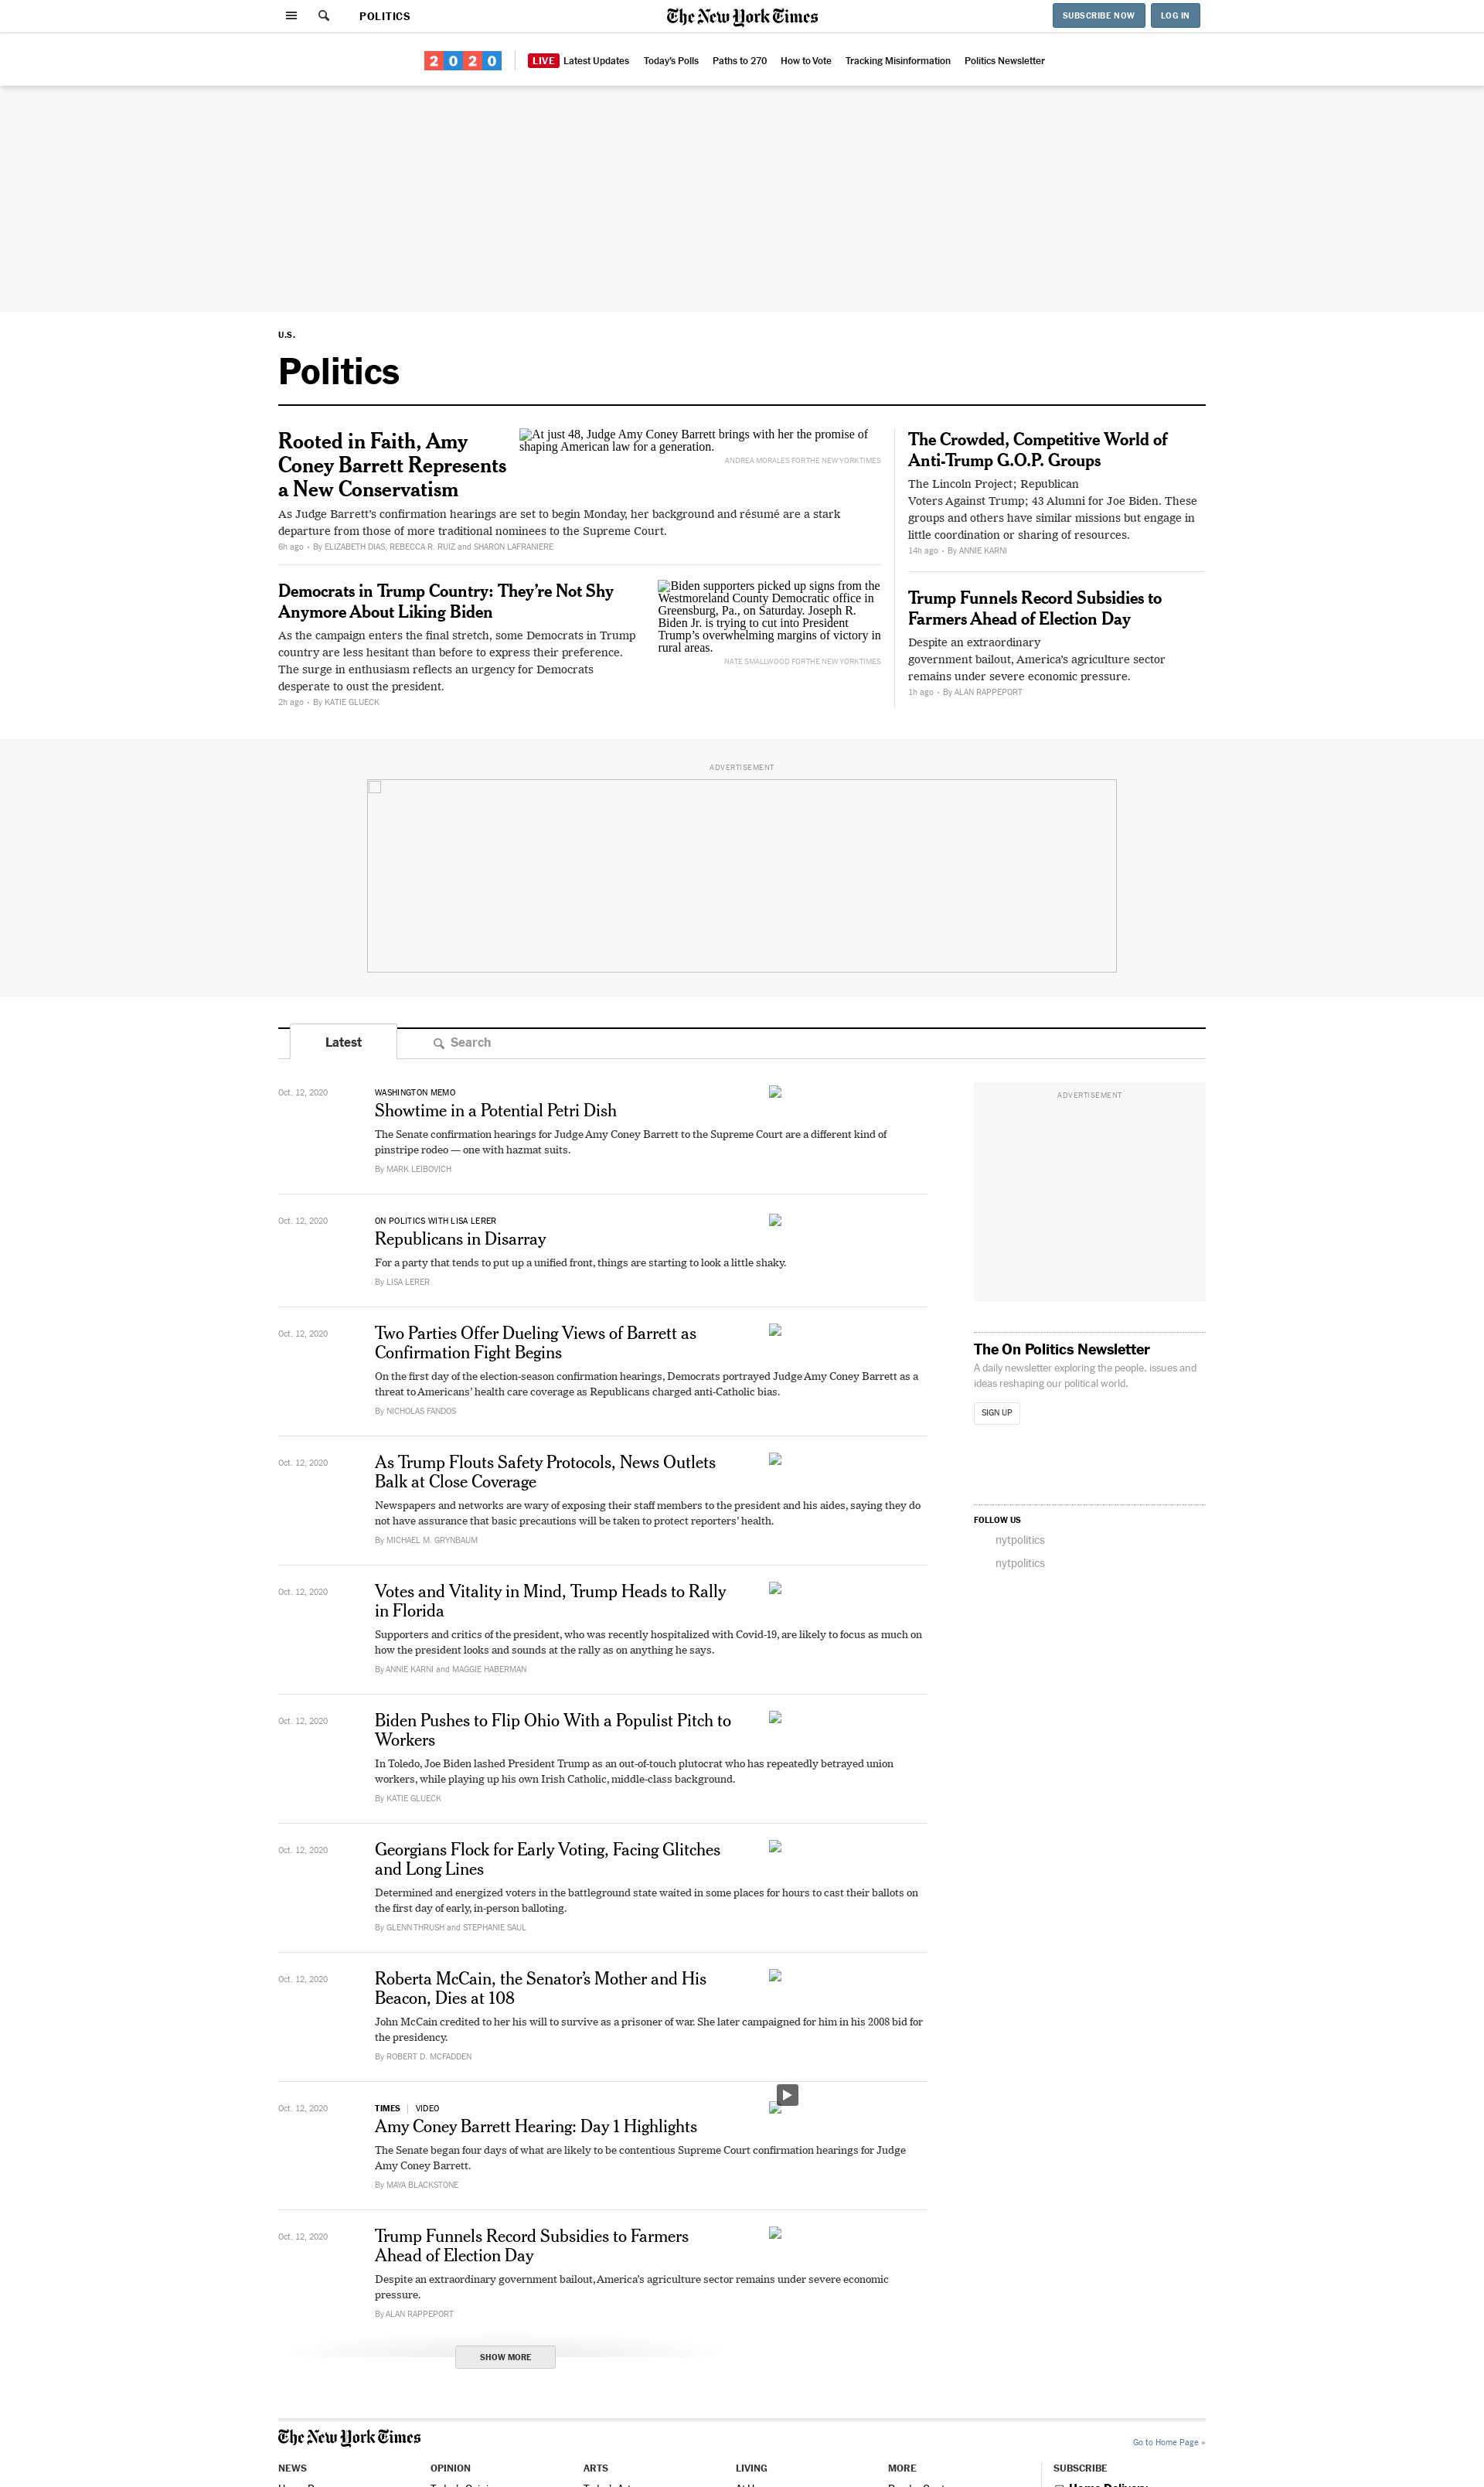 POLITICS
The New York Times
SUBSCRIBE NOW
LOG IN
2020
LIVE Latest Updates
Today's Polls
Paths to 270
How to Vote
Tracking Misinformation
Politics Newsletter
U.S.
Politics
Rooted in Faith, Amy
Coney Barrett Represents
a New Conservatism
At just 48, Judge Amy Coney Barrett brings with her the promise of
shaping American law for a generation.
ANDREA MORALES FOR THE NEW YORK TIMES
As Judge Barrett's confirmation hearings are set to begin Monday, her background and résumé are a stark
departure from those of more traditional nominees to the Supreme Court.
6h ago • By ELIZABETH DIAS, REBECCA R. RUIZ and SHARON LAFRANIERE
Democrats in Trump Country: They’re Not Shy
Anymore About Liking Biden
As the campaign enters the final stretch, some Democrats in Trump
country are less hesitant than before to express their preference.
The surge in enthusiasm reflects an urgency for Democrats
desperate to oust the president.
2h ago • By KATIE GLUECK
Biden supporters picked up signs from the
Westmoreland County Democratic office in
Greensburg, Pa., on Saturday. Joseph R.
Biden Jr. is trying to cut into President
Trump’s overwhelming margins of victory in
rural areas.
NATE SMALLWOOD FOR THE NEW YORK TIMES
The Crowded, Competitive World of
Anti-Trump G.O.P. Groups
The Lincoln Project; Republican
Voters Against Trump; 43 Alumni for Joe Biden. These
groups and others have similar missions but engage in
little coordination or sharing of resources.
14h ago • By ANNIE KARNI
Trump Funnels Record Subsidies to
Farmers Ahead of Election Day
Despite an extraordinary
government bailout, America’s agriculture sector
remains under severe economic pressure.
1h ago • By ALAN RAPPEPORT
ADVERTISEMENT
Latest
Search
Oct. 12, 2020
WASHINGTON MEMO
Showtime in a Potential Petri Dish
The Senate confirmation hearings for Judge Amy Coney Barrett to the Supreme Court are a different kind of
pinstripe rodeo — one with hazmat suits.
By MARK LEIBOVICH
Oct. 12, 2020
ON POLITICS WITH LISA LERER
Republicans in Disarray
For a party that tends to put up a unified front, things are starting to look a little shaky.
By LISA LERER
Oct. 12, 2020
Two Parties Offer Dueling Views of Barrett as
Confirmation Fight Begins
On the first day of the election-season confirmation hearings, Democrats portrayed Judge Amy Coney Barrett as a
threat to Americans’ health care coverage as Republicans charged anti-Catholic bias.
By NICHOLAS FANDOS
Oct. 12, 2020
As Trump Flouts Safety Protocols, News Outlets
Balk at Close Coverage
Newspapers and networks are wary of exposing their staff members to the president and his aides, saying they do
not have assurance that basic precautions will be taken to protect reporters’ health.
By MICHAEL M. GRYNBAUM
Oct. 12, 2020
Votes and Vitality in Mind, Trump Heads to Rally
in Florida
Supporters and critics of the president, who was recently hospitalized with Covid-19, are likely to focus as much on
how the president looks and sounds at the rally as on anything he says.
By ANNIE KARNI and MAGGIE HABERMAN
Oct. 12, 2020
Biden Pushes to Flip Ohio With a Populist Pitch to
Workers
In Toledo, Joe Biden lashed President Trump as an out-of-touch plutocrat who has repeatedly betrayed union
workers, while playing up his own Irish Catholic, middle-class background.
By KATIE GLUECK
Oct. 12, 2020
Georgians Flock for Early Voting, Facing Glitches
and Long Lines
Determined and energized voters in the battleground state waited in some places for hours to cast their ballots on
the first day of early, in-person balloting.
By GLENN THRUSH and STEPHANIE SAUL
Oct. 12, 2020
Roberta McCain, the Senator’s Mother and His
Beacon, Dies at 108
John McCain credited to her his will to survive as a prisoner of war. She later campaigned for him in his 2008 bid for
the presidency.
By ROBERT D. MCFADDEN
Oct. 12, 2020
TIMES | VIDEO
Amy Coney Barrett Hearing: Day 1 Highlights
The Senate began four days of what are likely to be contentious Supreme Court confirmation hearings for Judge
Amy Coney Barrett.
By MAYA BLACKSTONE
Oct. 12, 2020
Trump Funnels Record Subsidies to Farmers
Ahead of Election Day
Despite an extraordinary government bailout, America’s agriculture sector remains under severe economic
pressure.
By ALAN RAPPEPORT
SHOW MORE
ADVERTISEMENT
The On Politics Newsletter
A daily newsletter exploring the people, issues and
ideas reshaping our political world.
SIGN UP
FOLLOW US
nytpolitics
nytpolitics
The New York Times
Go to Home Page »
NEWS
OPINION
ARTS
LIVING
MORE
SUBSCRIBE